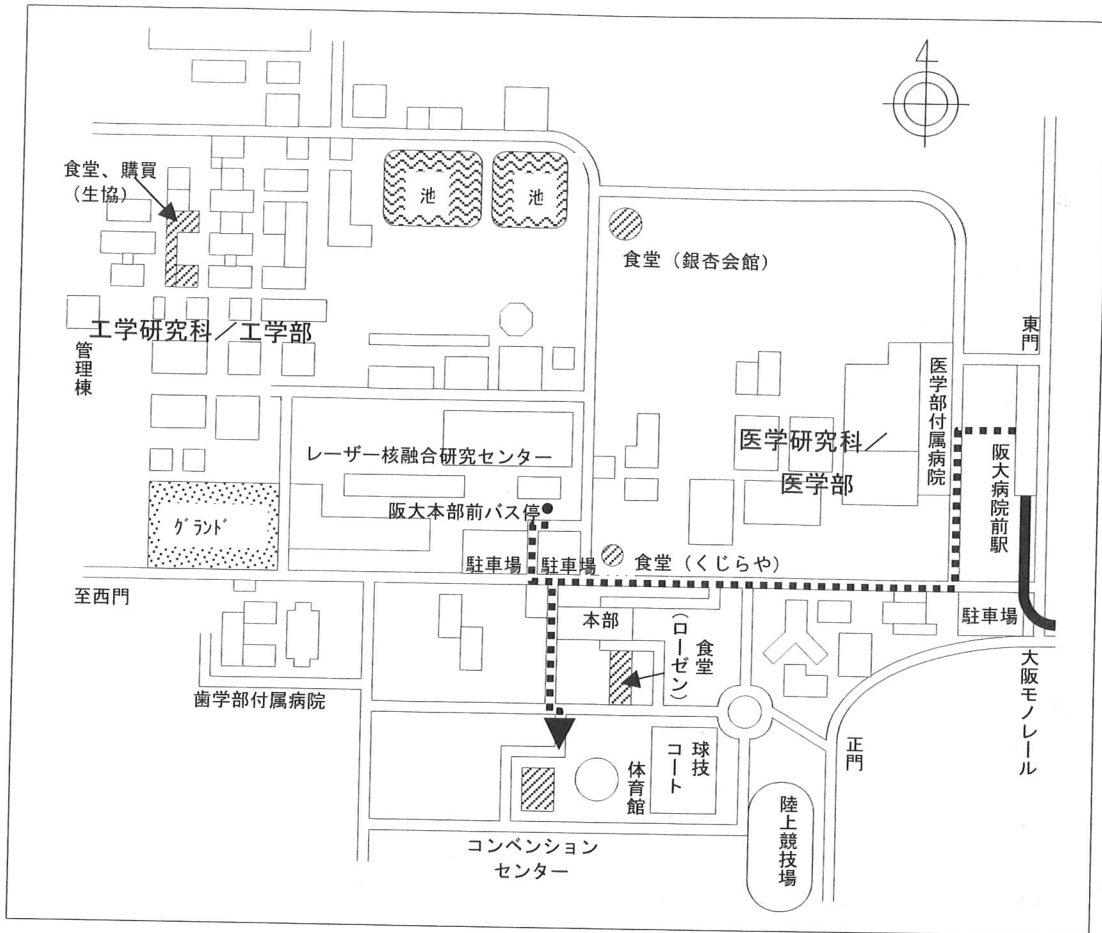 池
池
食堂、購買
（生協）
食堂（銀杏会館）
工学研究科／工学部
管理棟
東門
医学部付属病院
医学研究科／
医学部
阪大病院前駅
レーザー核融合研究センター
阪大本部前バス停
グランド
駐車場
駐車場
食堂（くじらや）
至西門
本部
食堂
（ローゼン）
駐車場
大阪モノレール
歯学部付属病院
正門
球技
コート
体育館
陸上競技場
コンベンション
センター